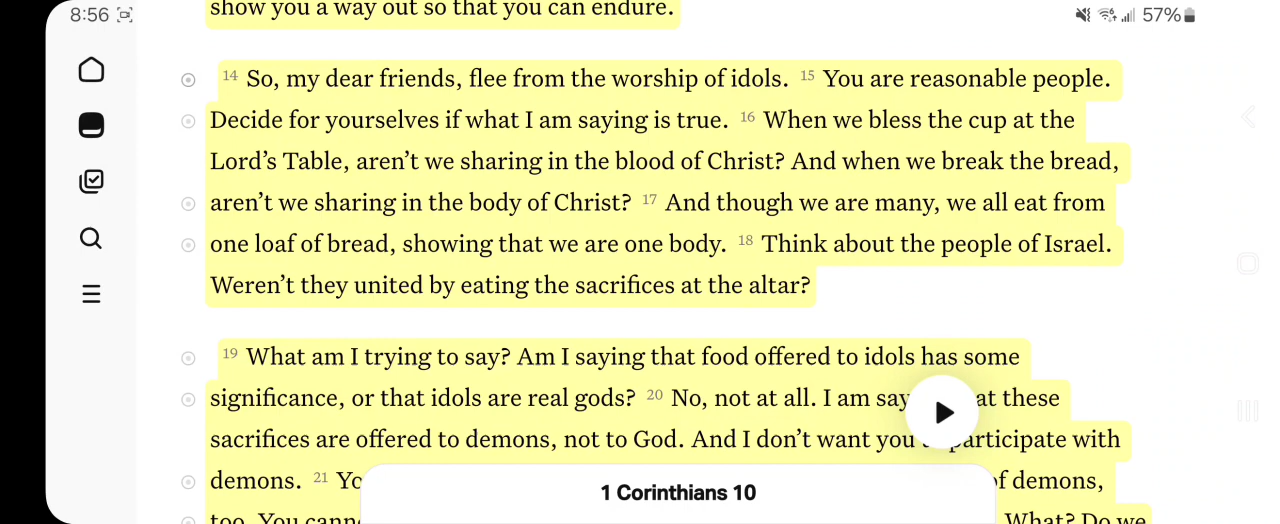 show you a way out so that you can endure.
8:56
57%
14 So, my dear friends, flee from the worship of idols. 15 You are reasonable people.
Decide for yourselves if what I am saying is true. 16 When we bless the cup at the
Lord’s Table, aren’t we sharing in the blood of Christ? And when we break the bread,
aren’t we sharing in the body of Christ? 17 And though we are many, we all eat from
one loaf of bread, showing that we are one body. 18 Think about the people of Israel.
Weren’t they united by eating the sacrifices at the altar?
19 What am I trying to say? Am I saying that food offered to idols has some
significance, or that idols are real gods? 20 No, not at all. I am these
sacrifices are offered to demons, not to God. And I don’t want you participate with
demons. 21 of demons,
too. You What? Do we
1 Corinthians 10